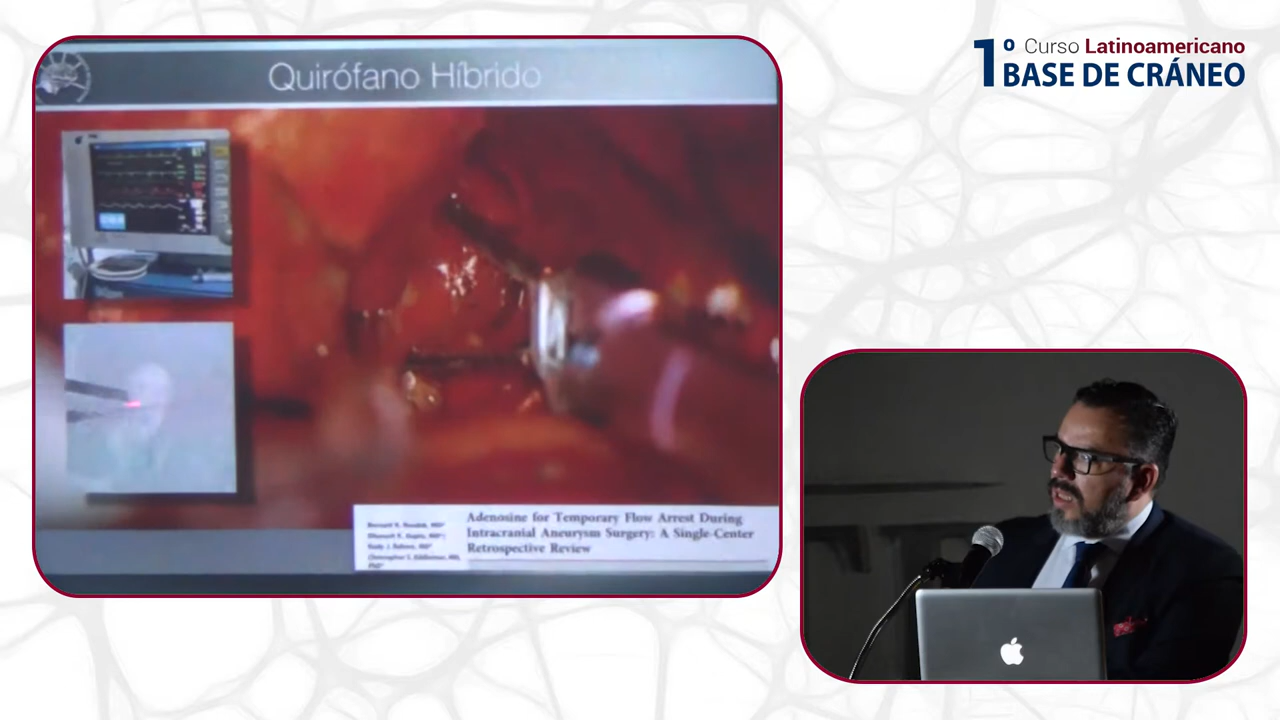 Quirófano Híbrido
1º Curso Latinoamericano
BASE DE CRÁNEO
Adenosine for Temporary Flow Arrest During
Intracranial Aneurysm Surgery: A Single-Center
Retrospective Review